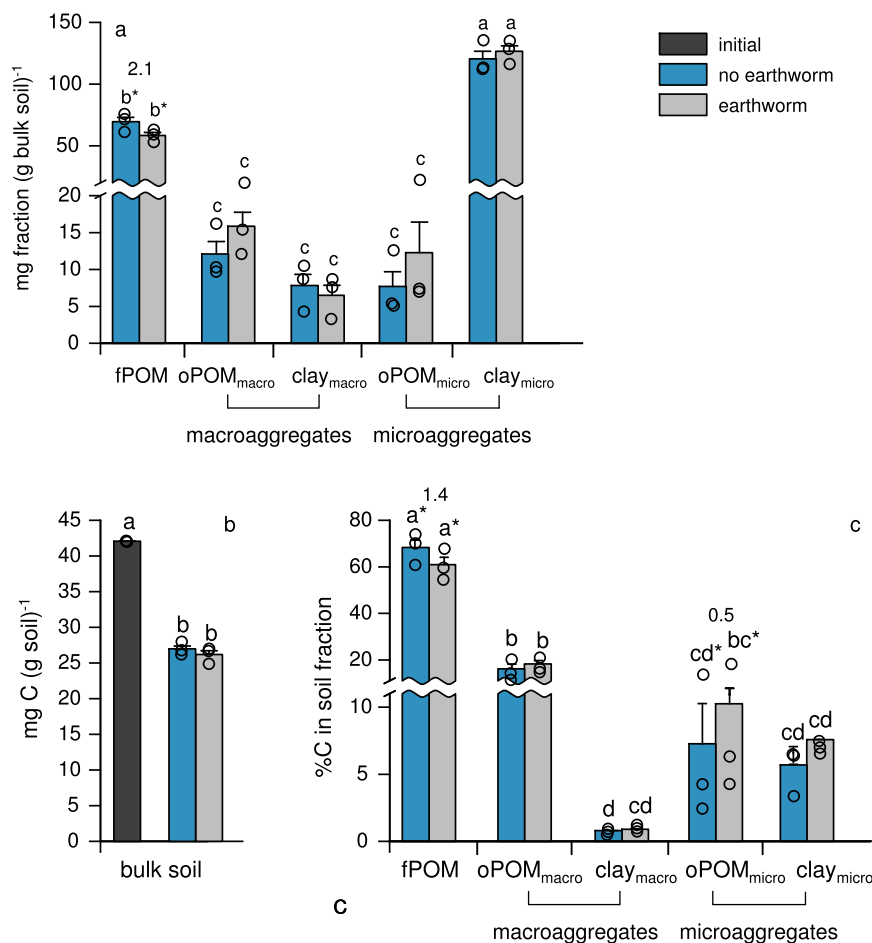 150
a
a a
initial
2.1
no earthworm
100
b* b*
earthworm
50
mg fraction (g bulk soil)⁻¹
20
c
c
15
c
c
10
c
c
5
0
fPOM oPOMmacro claymacro oPOMmicro claymicro
macroaggregates microaggregates
45
a
b
40
35
30
b b
25
20
15
10
5
0
mg C (g soil)⁻¹
bulk soil
80
1.4
c
a* a*
60
40
0.5
b b
cd* bc*
20
%C in soil fraction
10
cd cd
5
d cd
0
fPOM oPOMmacro claymacro oPOMmicro claymicro
c
macroaggregates microaggregates